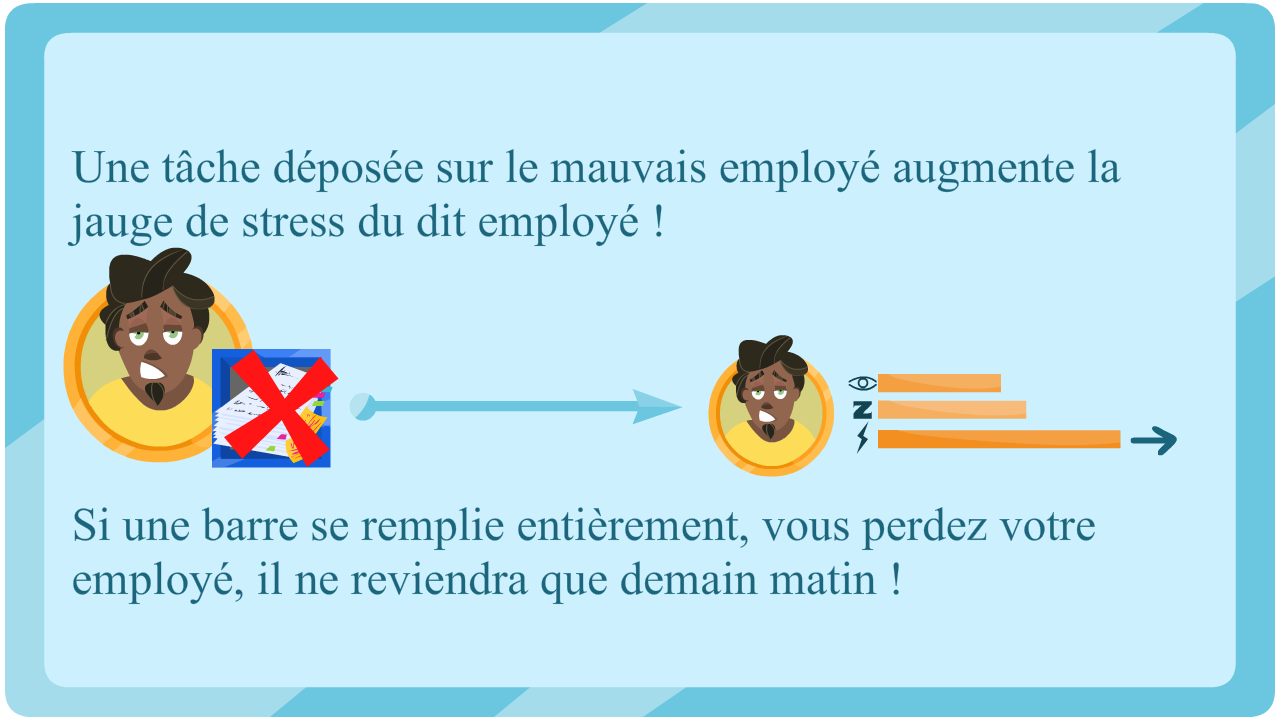 Une tâche déposée sur le mauvais employé augmente la
jauge de stress du dit employé !
Si une barre se remplie entièrement, vous perdez votre
employé, il ne reviendra que demain matin !